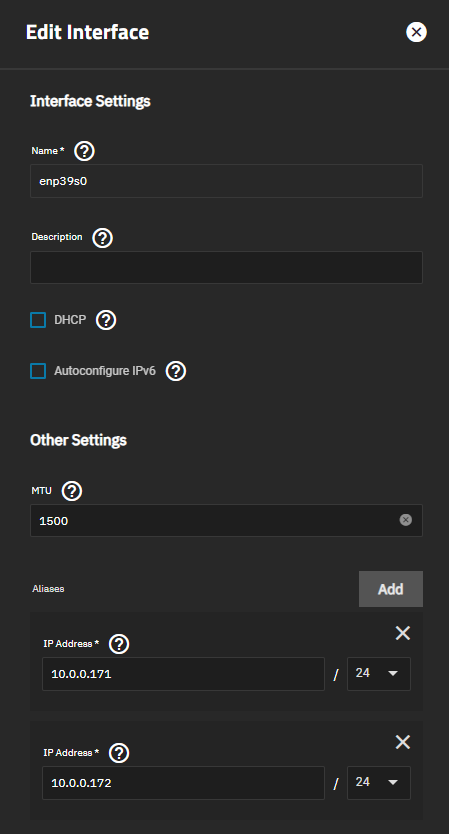 Edit Interface
Interface Settings
Name *
enp39s0
Description
DHCP
Autoconfigure IPv6
Other Settings
MTU
1500
Aliases
Add
IP Address *
10.0.0.171 / 24
IP Address *
10.0.0.172 / 24